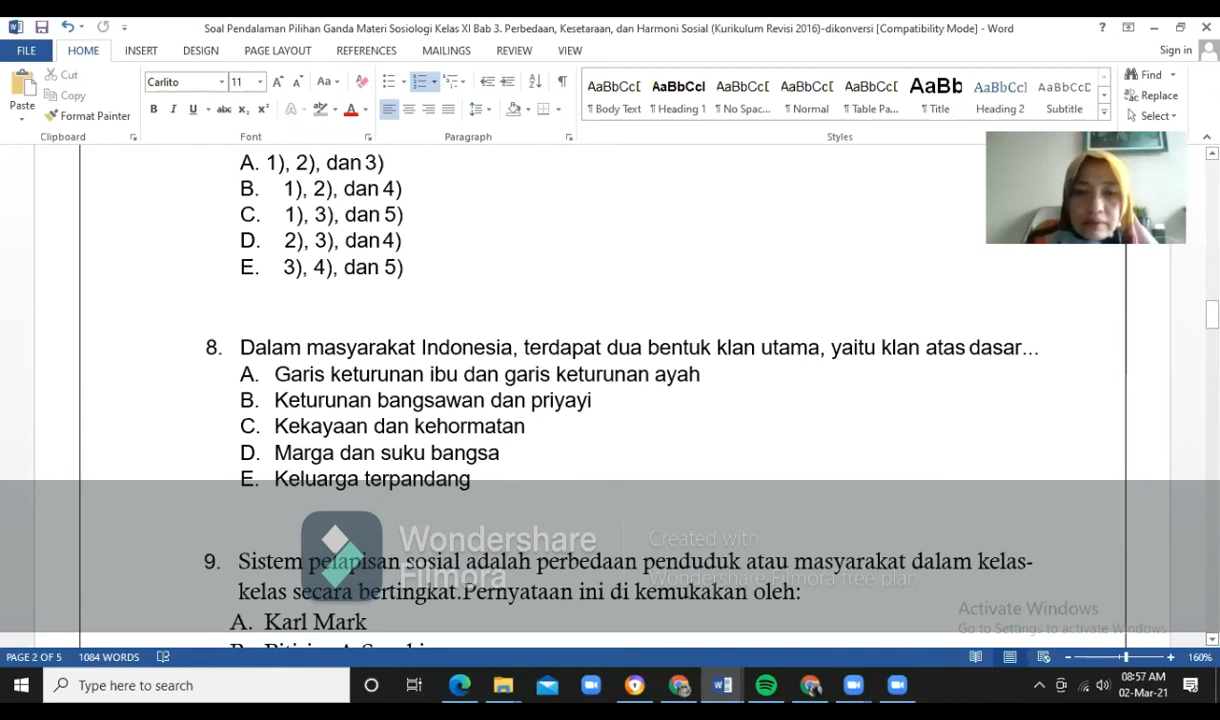 Soal Pendalaman Pilihan Ganda Materi Sosiologi Kelas XI Bab 3. Perbedaan, Kesetaraan, dan Harmoni Sosial (Kurikulum Revisi 2016)-dikonversi [Compatibility Mode] - Word
FILE HOME INSERT DESIGN PAGE LAYOUT REFERENCES MAILINGS REVIEW VIEW Sign in
Paste Cut Copy Format Painter
Carlito 11
AaBbCc[ AaBbCcI AaBbCc[ AaBbCc[ AaBbCc[ AaBb AaBbCcI AaBbCcC
¶ Body Text ¶ Heading 1 ¶ No Spac... ¶ Normal ¶ Table Pa... ¶ Title Heading 2 Subtitle
Find Replace Select
Clipboard Font Paragraph Styles
A. 1), 2), dan 3)
B. 1), 2), dan 4)
C. 1), 3), dan 5)
D. 2), 3), dan 4)
E. 3), 4), dan 5)
8. Dalam masyarakat Indonesia, terdapat dua bentuk klan utama, yaitu klan atas dasar...
A. Garis keturunan ibu dan garis keturunan ayah
B. Keturunan bangsawan dan priyayi
C. Kekayaan dan kehormatan
D. Marga dan suku bangsa
E. Keluarga terpandang
Wondershare Filmora
Created with
Wondershare Filmora free plan
9. Sistem pelapisan sosial adalah perbedaan penduduk atau masyarakat dalam kelas-
kelas secara bertingkat.Pernyataan ini di kemukakan oleh:
A. Karl Mark
Activate Windows
Go to Settings to activate Windows.
PAGE 2 OF 5 1084 WORDS 160%
Type here to search
08:57 AM
02-Mar-21